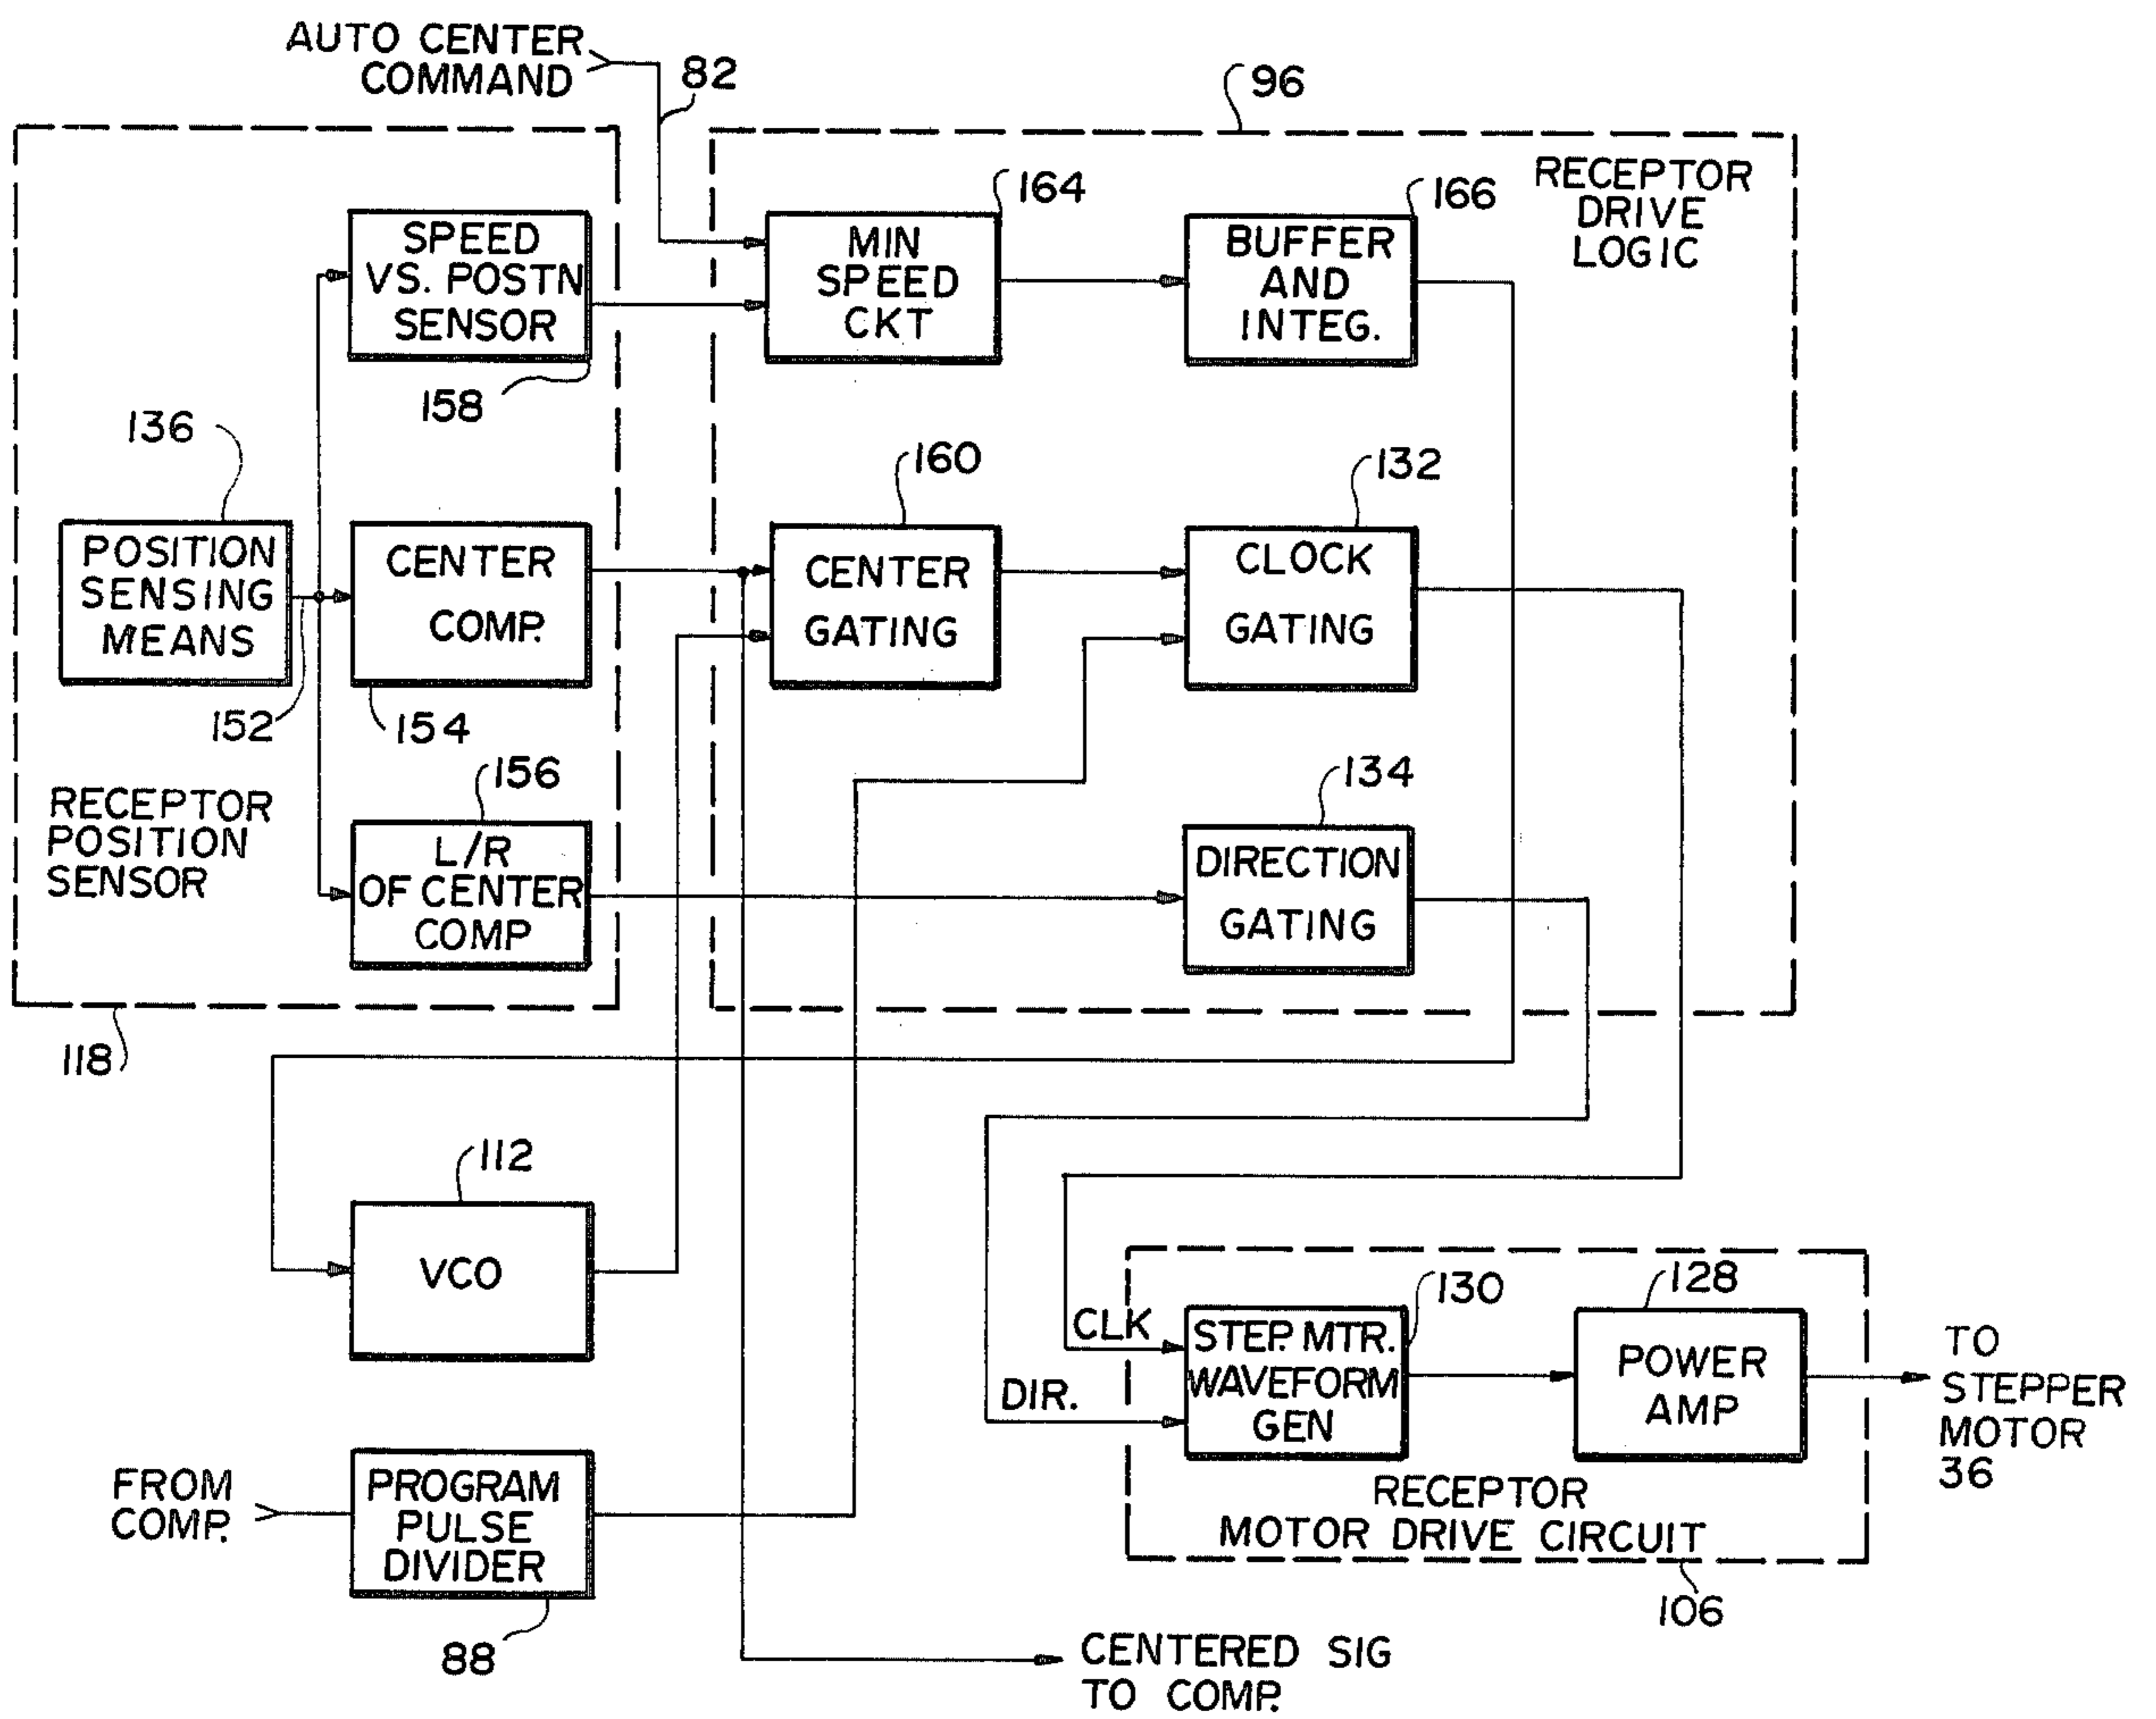 AUTO CENTER
COMMAND
82
96
RECEPTOR
DRIVE
LOGIC
164
166
SPEED
VS. POSTN
SENSOR
158
MIN
SPEED
CKT
BUFFER
AND
INTEG.
136
160
132
POSITION
SENSING
MEANS
152
CENTER
COMP.
154
CENTER
GATING
CLOCK
GATING
156
134
RECEPTOR
POSITION
SENSOR
L/R
OF CENTER
COMP
DIRECTION
GATING
118
112
VCO
130
128
CLK
DIR.
STEP. MTR.
WAVEFORM
GEN
POWER
AMP
TO
STEPPER
MOTOR
36
RECEPTOR
MOTOR DRIVE CIRCUIT
106
FROM
COMP.
PROGRAM
PULSE
DIVIDER
88
CENTERED SIG
TO COMP.